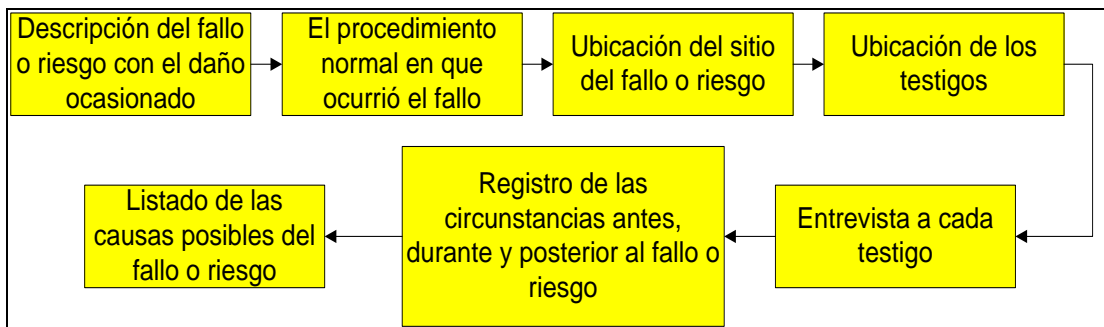 Descripción del fallo
o riesgo con el daño
ocasionado
El procedimiento
normal en que
ocurrió el fallo
Ubicación del sitio
del fallo o riesgo
Ubicación de los
testigos
Entrevista a cada
testigo
Registro de las
circunstancias antes,
durante y posterior al fallo o
riesgo
Listado de las
causas posibles del
fallo o riesgo